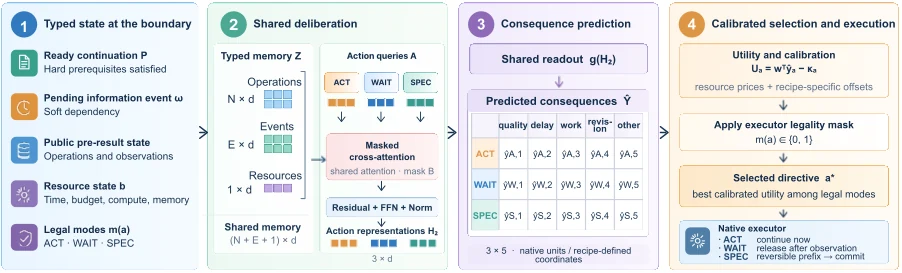 1 Typed state at the boundary
Ready continuation P
Hard prerequisites satisfied
Pending information event ω
Soft dependency
Public pre-result state
Operations and observations
Resource state b
Time, budget, compute, memory
Legal modes m(a)
ACT · WAIT · SPEC
2 Shared deliberation
Typed memory Z
Operations
N × d
Events
E × d
Resources
1 × d
Shared memory
(N + E + 1) × d
Action queries A
ACT WAIT SPEC
Masked
cross-attention
shared attention · mask B
Residual + FFN + Norm
Action representations H₂
3 × d
3 Consequence prediction
Shared readout g(H₂)
Predicted consequences Ŷ
quality delay work revis-
ion other
ACT ŷA,1 ŷA,2 ŷA,3 ŷA,4 ŷA,5
WAIT ŷW,1 ŷW,2 ŷW,3 ŷW,4 ŷW,5
SPEC ŷS,1 ŷS,2 ŷS,3 ŷS,4 ŷS,5
3 × 5 · native units / recipe-defined
coordinates
4 Calibrated selection and execution
Utility and calibration
Uₐ = wᵀŷₐ − κₐ
resource prices + recipe-specific offsets
Apply executor legality mask
m(a) ∈ {0, 1}
Selected directive a*
best calibrated utility among legal modes
Native executor
· ACT continue now
· WAIT release after observation
· SPEC reversible prefix → commit